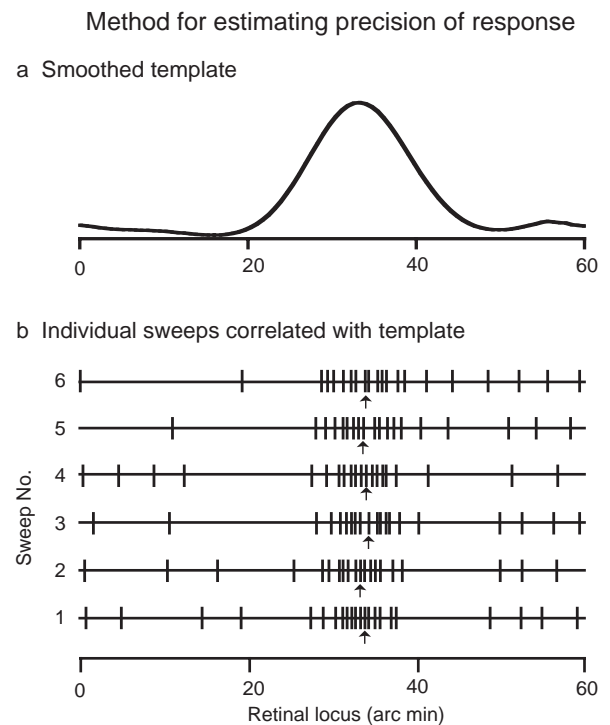 Method for estimating precision of response
a Smoothed template
0 20 40 60
b Individual sweeps correlated with template
Sweep No.
6
5
4
3
2
1
0 20 40 60
Retinal locus (arc min)